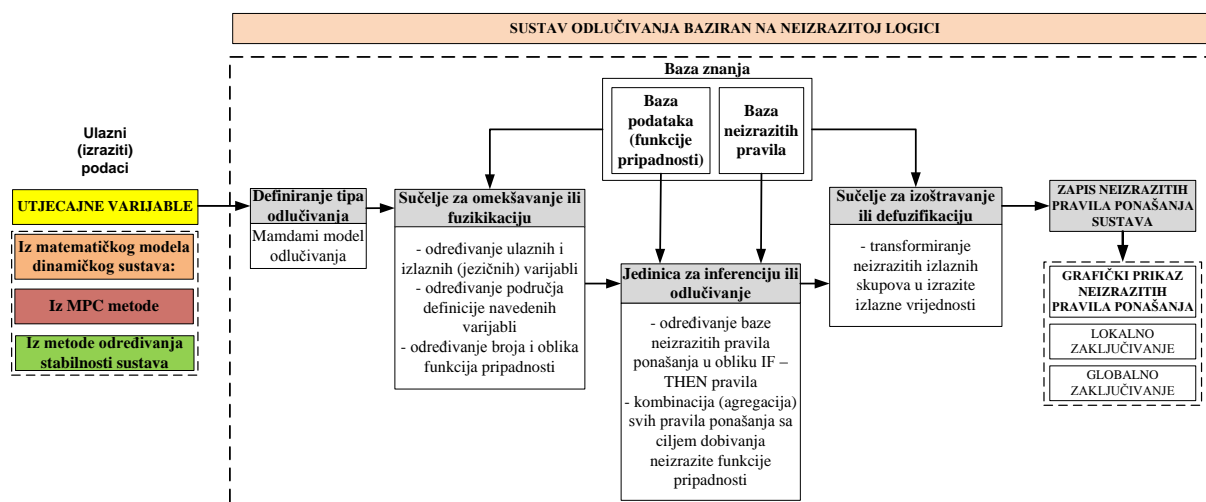 SUSTAV ODLUČIVANJA BAZIRAN NA NEIZRAZITOJ LOGICI
Baza znanja
Baza
podataka
(funkcije
pripadnosti)
Baza
neizrazitih
pravila
Ulazni
(izraziti)
podaci
UTJECAJNE VARIJABLE
Iz matematičkog modela
dinamičkog sustava:
Iz MPC metode
Iz metode određivanja
stabilnosti sustava
Definiranje tipa
odlučivanja
Mamdami model
odlučivanja
Sučelje za omekšavanje ili
fuzikikaciju
- određivanje ulaznih i
izlaznih (jezičnih) varijabli
- određivanje područja
definicije navedenih
varijabli
- određivanje broja i oblika
funkcija pripadnosti
Jedinica za inferenciju ili
odlučivanje
- određivanje baze
neizrazitih pravila
ponašanja u obliku IF –
THEN pravila
- kombinacija (agregacija)
svih pravila ponašanja sa
ciljem dobivanja
neizrazite funkcije
pripadnosti
Sučelje za izoštravanje
ili defuzifikaciju
- transformiranje
neizrazitih izlaznih
skupova u izrazite
izlazne vrijednosti
ZAPIS NEIZRAZITIH
PRAVILA PONAŠANJA
SUSTAVA
GRAFIČKI PRIKAZ
NEIZRAZITIH
PRAVILA PONAŠANJA
LOKALNO
ZAKLJUČIVANJE
GLOBALNO
ZAKLJUČIVANJE